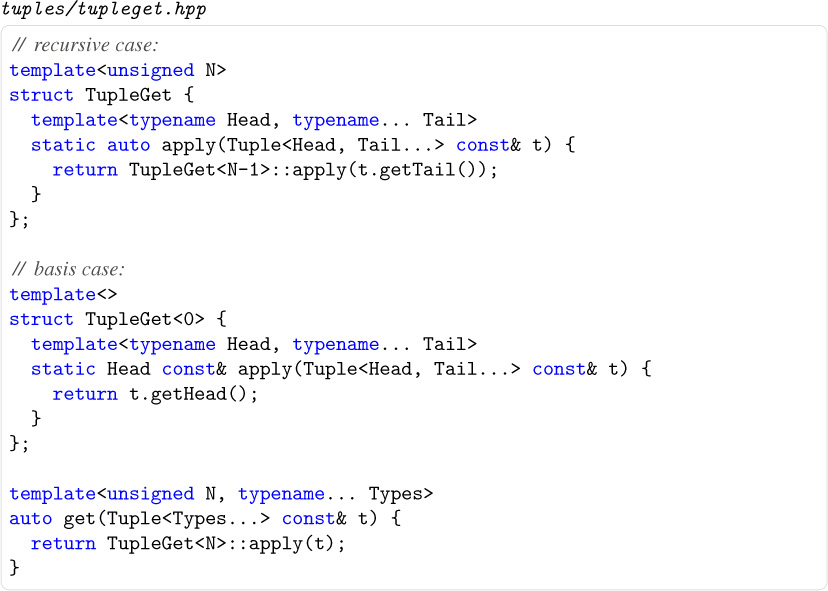 tuples/tupleget.hpp
// recursive case:
template<unsigned N>
struct TupleGet {
  template<typename Head, typename... Tail>
  static auto apply(Tuple<Head, Tail...> const& t) {
    return TupleGet<N-1>::apply(t.getTail());
  }
};

// basis case:
template<>
struct TupleGet<0> {
  template<typename Head, typename... Tail>
  static Head const& apply(Tuple<Head, Tail...> const& t) {
    return t.getHead();
  }
};

template<unsigned N, typename... Types>
auto get(Tuple<Types...> const& t) {
  return TupleGet<N>::apply(t);
}